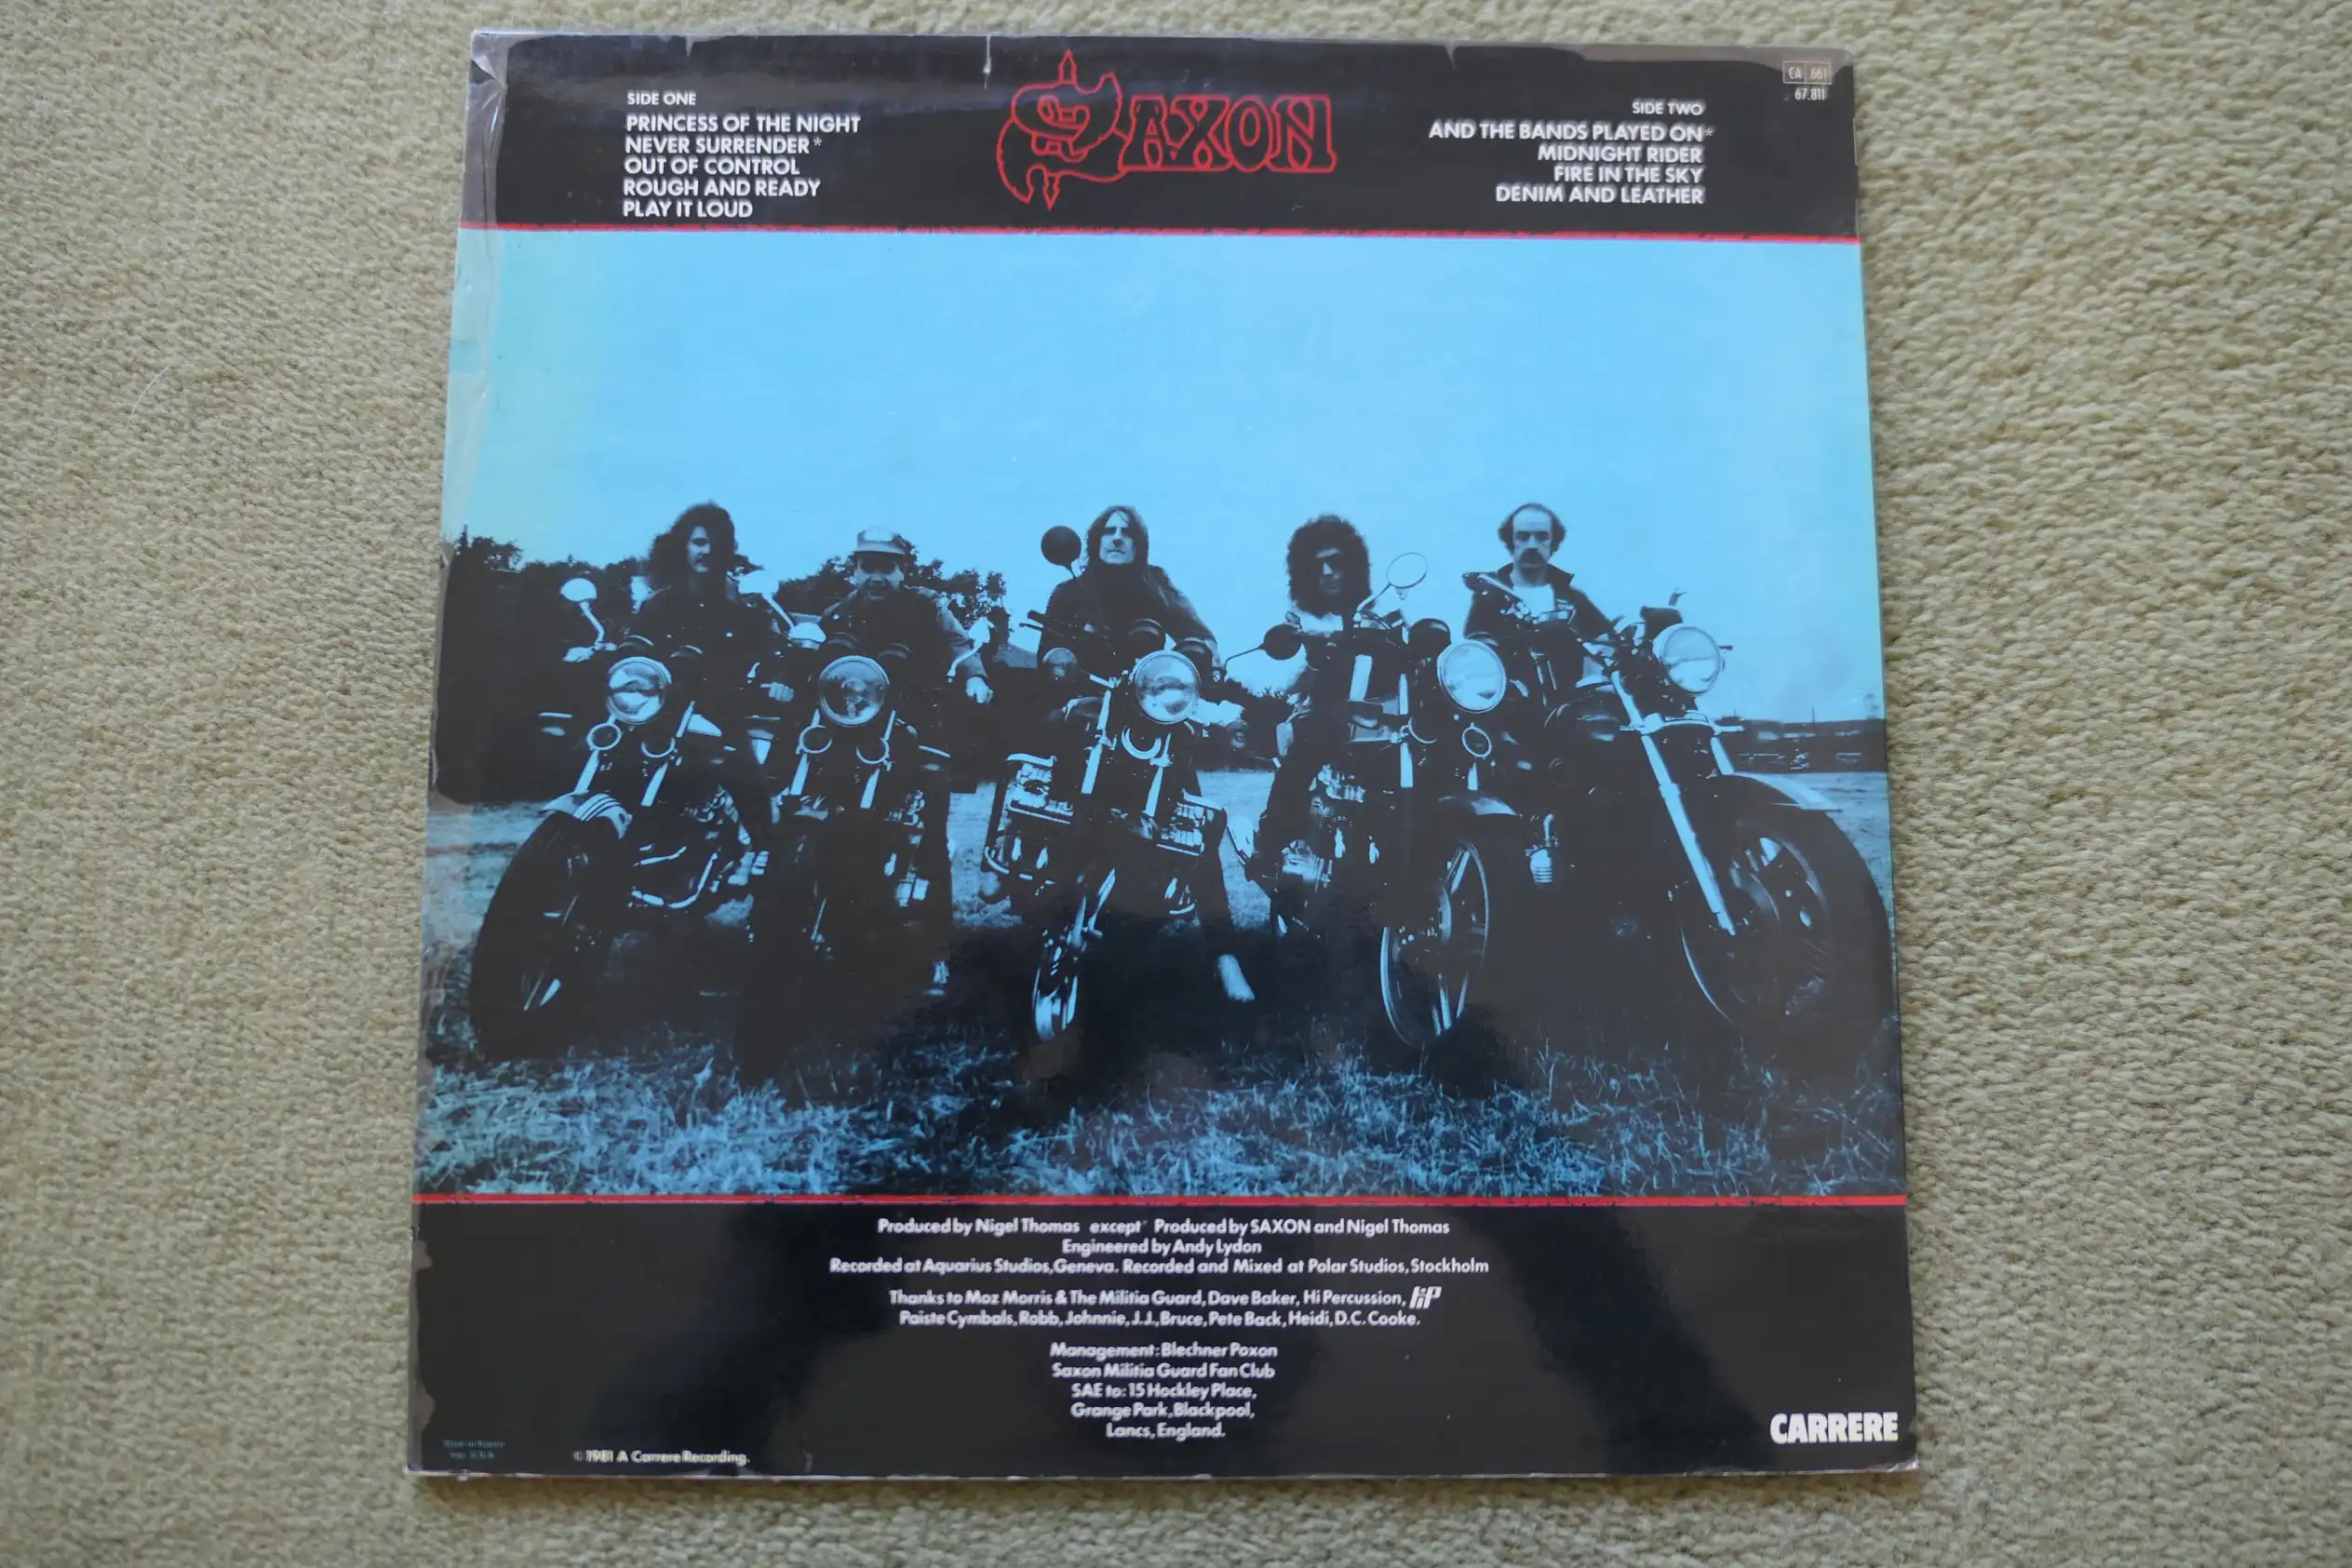 SIDE ONE
PRINCESS OF THE NIGHT
NEVER SURRENDER*
OUT OF CONTROL
ROUGH AND READY
PLAY IT LOUD
SAXON
CA 661
67.811
SIDE TWO
AND THE BANDS PLAYED ON*
MIDNIGHT RIDER
FIRE IN THE SKY
DENIM AND LEATHER
Produced by Nigel Thomas except* Produced by SAXON and Nigel Thomas
Engineered by Andy Lydon
Recorded at Aquarius Studios, Geneva. Recorded and Mixed at Polar Studios, Stockholm
Thanks to Moz Morris & The Militia Guard, Dave Baker, Hi Percussion,
Paiste Cymbals, Robb, Johnnie, J.J., Bruce, Pete Back, Heidi, D.C. Cooke.
Management: Blechner Poxon
Saxon Militia Guard Fan Club
SAE to: 15 Hockley Place,
Grange Park, Blackpool,
Lancs, England.
CARRERE
© 1981 A Carrere Recording.